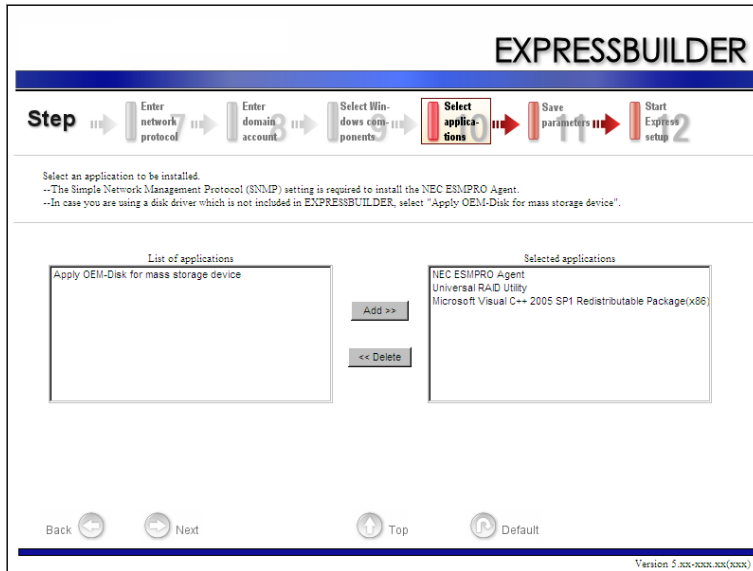 EXPRESSBUILDER
Step
Enter network protocol 7
Enter domain account 8
Select Win-dows com-ponents 9
Select applica-tions 10
Save parameters 11
Start Express setup 12
Select an application to be installed.
--The Simple Network Management Protocol (SNMP) setting is required to install the NEC ESMPRO Agent.
--In case you are using a disk driver which is not included in EXPRESSBUILDER, select "Apply OEM-Disk for mass storage device".
List of applications
Apply OEM-Disk for mass storage device
Add >>
<< Delete
Selected applications
NEC ESMPRO Agent
Universal RAID Utility
Microsoft Visual C++ 2005 SP1 Redistributable Package(x86)
Back
Next
Top
Default
Version 5.xx-xxx.xx(xxx)